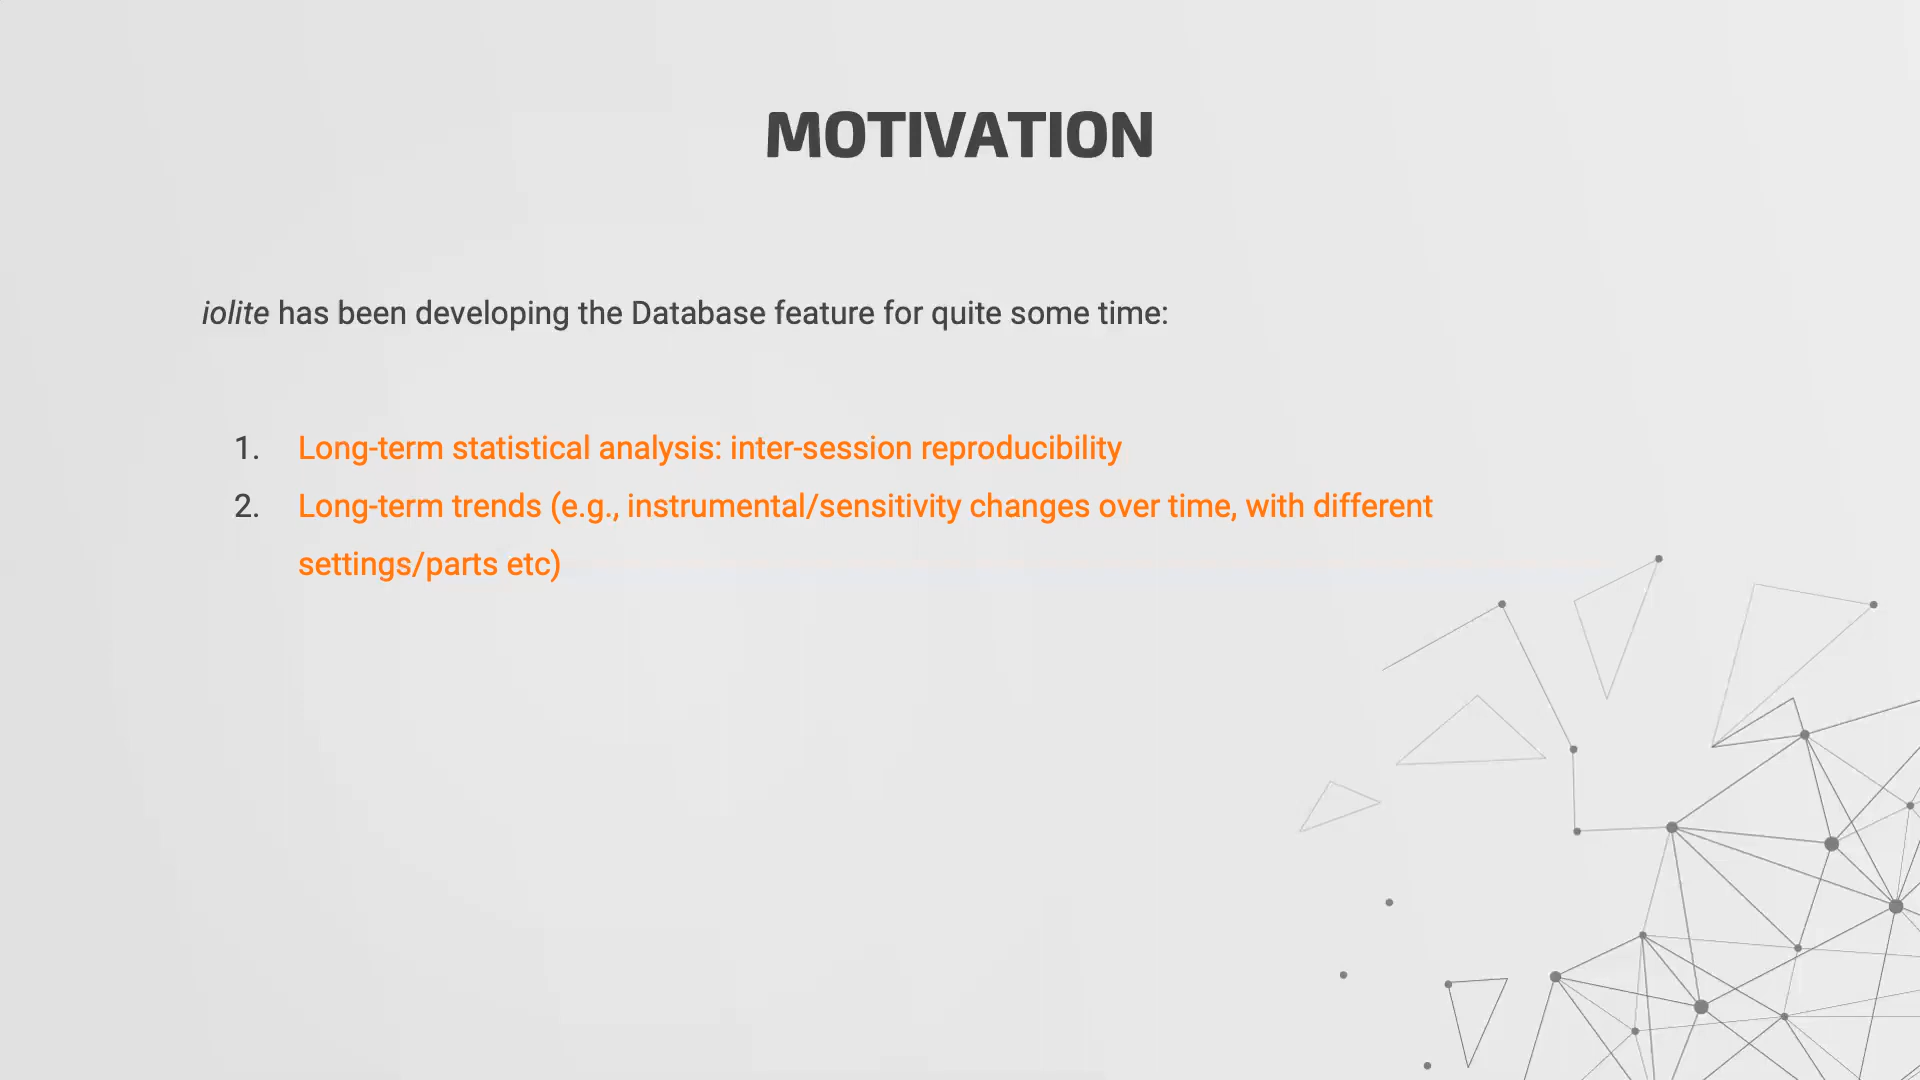 MOTIVATION
iolite has been developing the Database feature for quite some time:
1. Long-term statistical analysis: inter-session reproducibility
2. Long-term trends (e.g., instrumental/sensitivity changes over time, with different
settings/parts etc)